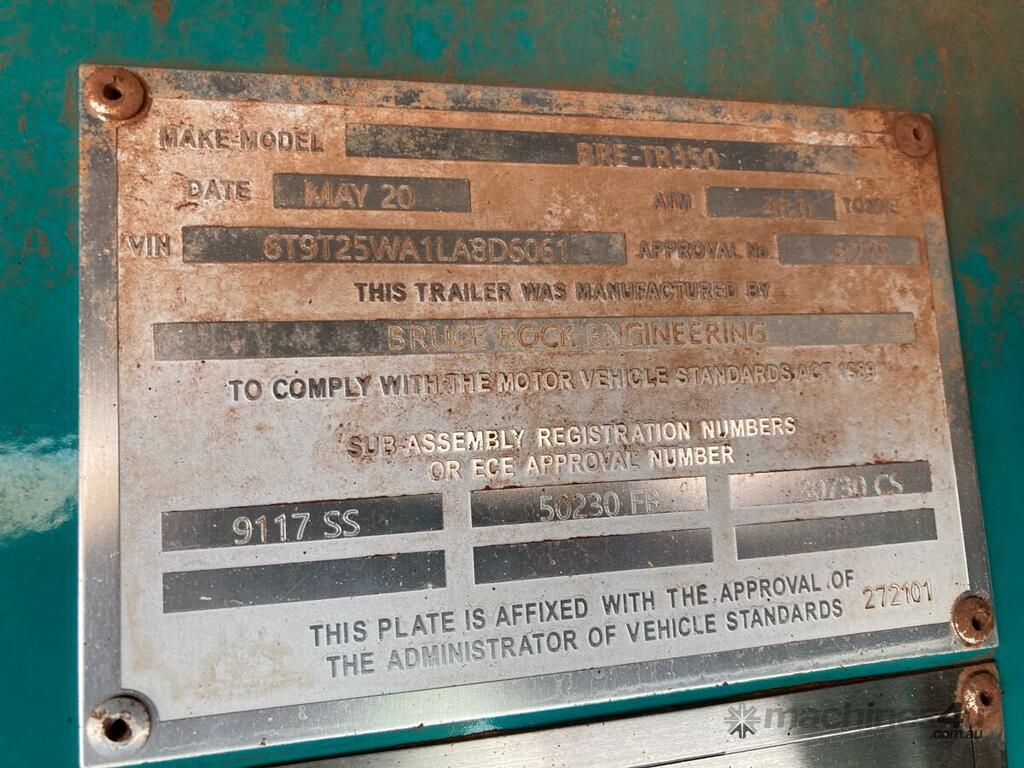 MAKE-MODEL BRE-TR350
DATE MAY 20 ATM TONNE
VIN 6T9T25WA1LA8D6061 APPROVAL No.
THIS TRAILER WAS MANUFACTURED BY
BRUCE ROCK ENGINEERING
TO COMPLY WITH THE MOTOR VEHICLE STANDARDS ACT 1989
SUB-ASSEMBLY REGISTRATION NUMBERS
OR ECE APPROVAL NUMBER
9117 SS 50230 FB 30730 CS
THIS PLATE IS AFFIXED WITH THE APPROVAL OF
THE ADMINISTRATOR OF VEHICLE STANDARDS 272101
machines4u
.com.au